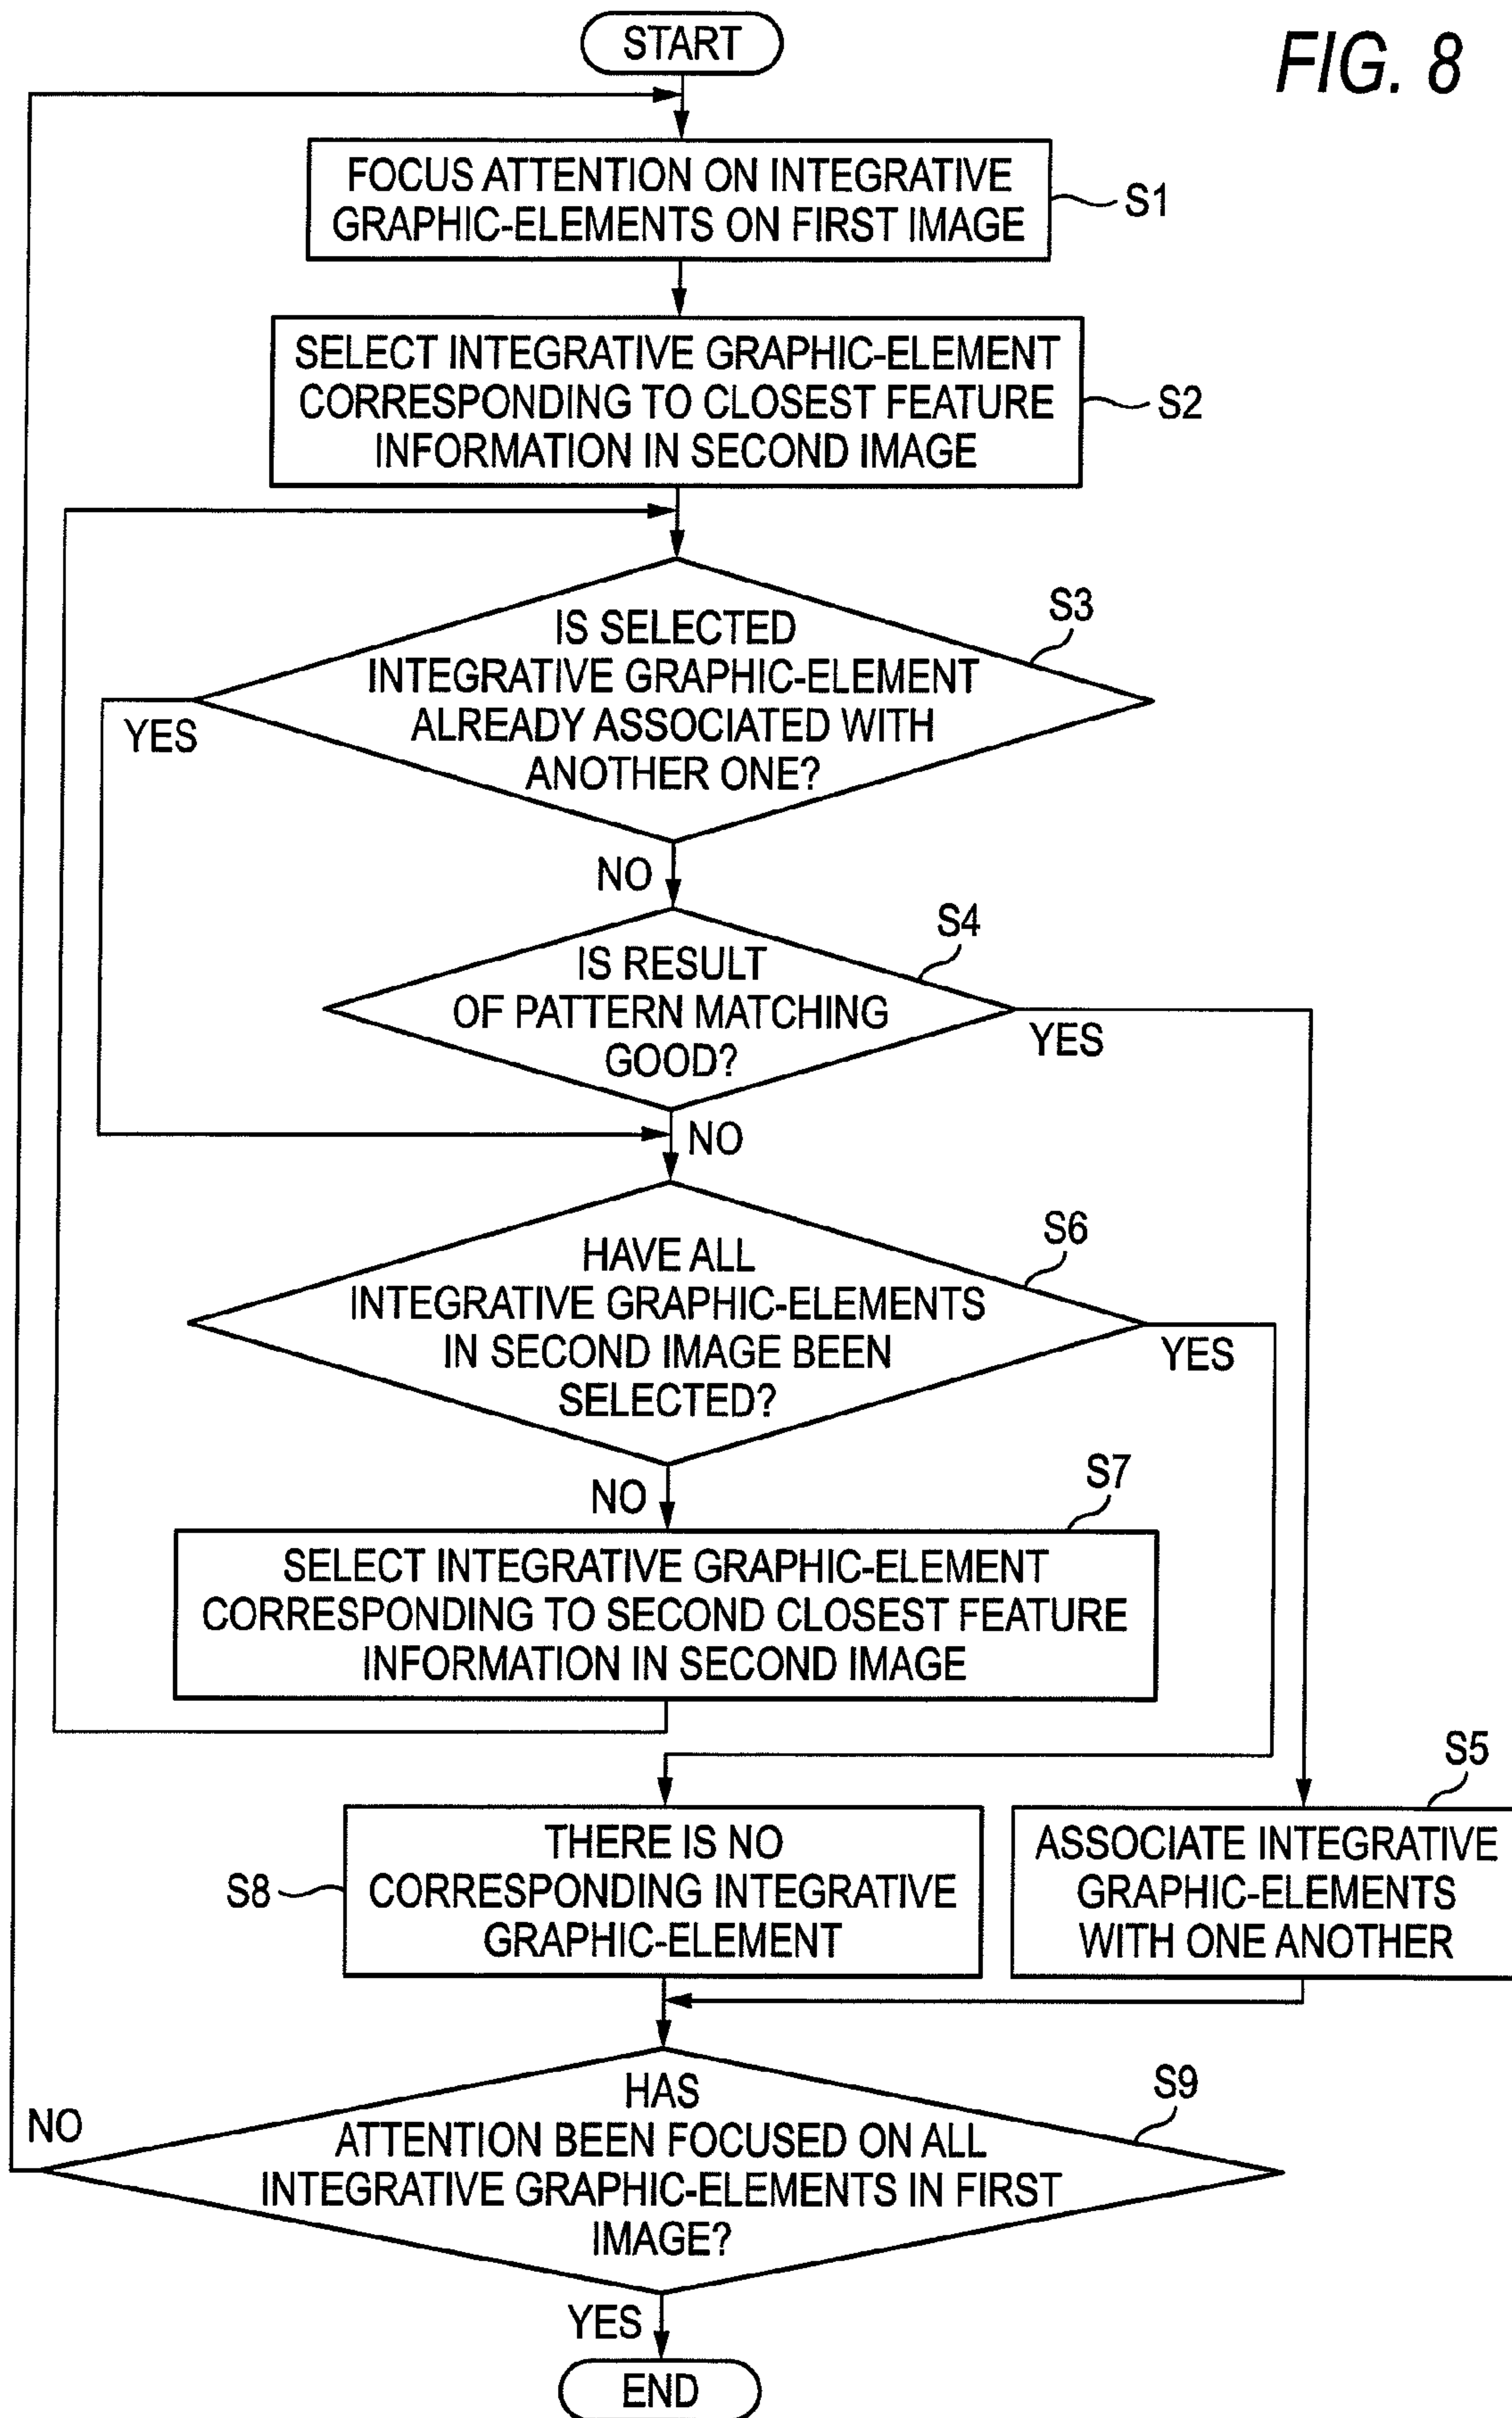 START
FIG. 8
FOCUS ATTENTION ON INTEGRATIVE
GRAPHIC-ELEMENTS ON FIRST IMAGE
S1
SELECT INTEGRATIVE GRAPHIC-ELEMENT
CORRESPONDING TO CLOSEST FEATURE
INFORMATION IN SECOND IMAGE
S2
S3
IS SELECTED
INTEGRATIVE GRAPHIC-ELEMENT
ALREADY ASSOCIATED WITH
ANOTHER ONE?
YES
NO
S4
IS RESULT
OF PATTERN MATCHING
GOOD?
YES
NO
S6
HAVE ALL
INTEGRATIVE GRAPHIC-ELEMENTS
IN SECOND IMAGE BEEN
SELECTED?
YES
NO
S7
SELECT INTEGRATIVE GRAPHIC-ELEMENT
CORRESPONDING TO SECOND CLOSEST FEATURE
INFORMATION IN SECOND IMAGE
S5
S8
THERE IS NO
CORRESPONDING INTEGRATIVE
GRAPHIC-ELEMENT
ASSOCIATE INTEGRATIVE
GRAPHIC-ELEMENTS
WITH ONE ANOTHER
S9
HAS
ATTENTION BEEN FOCUSED ON ALL
INTEGRATIVE GRAPHIC-ELEMENTS IN FIRST
IMAGE?
NO
YES
END